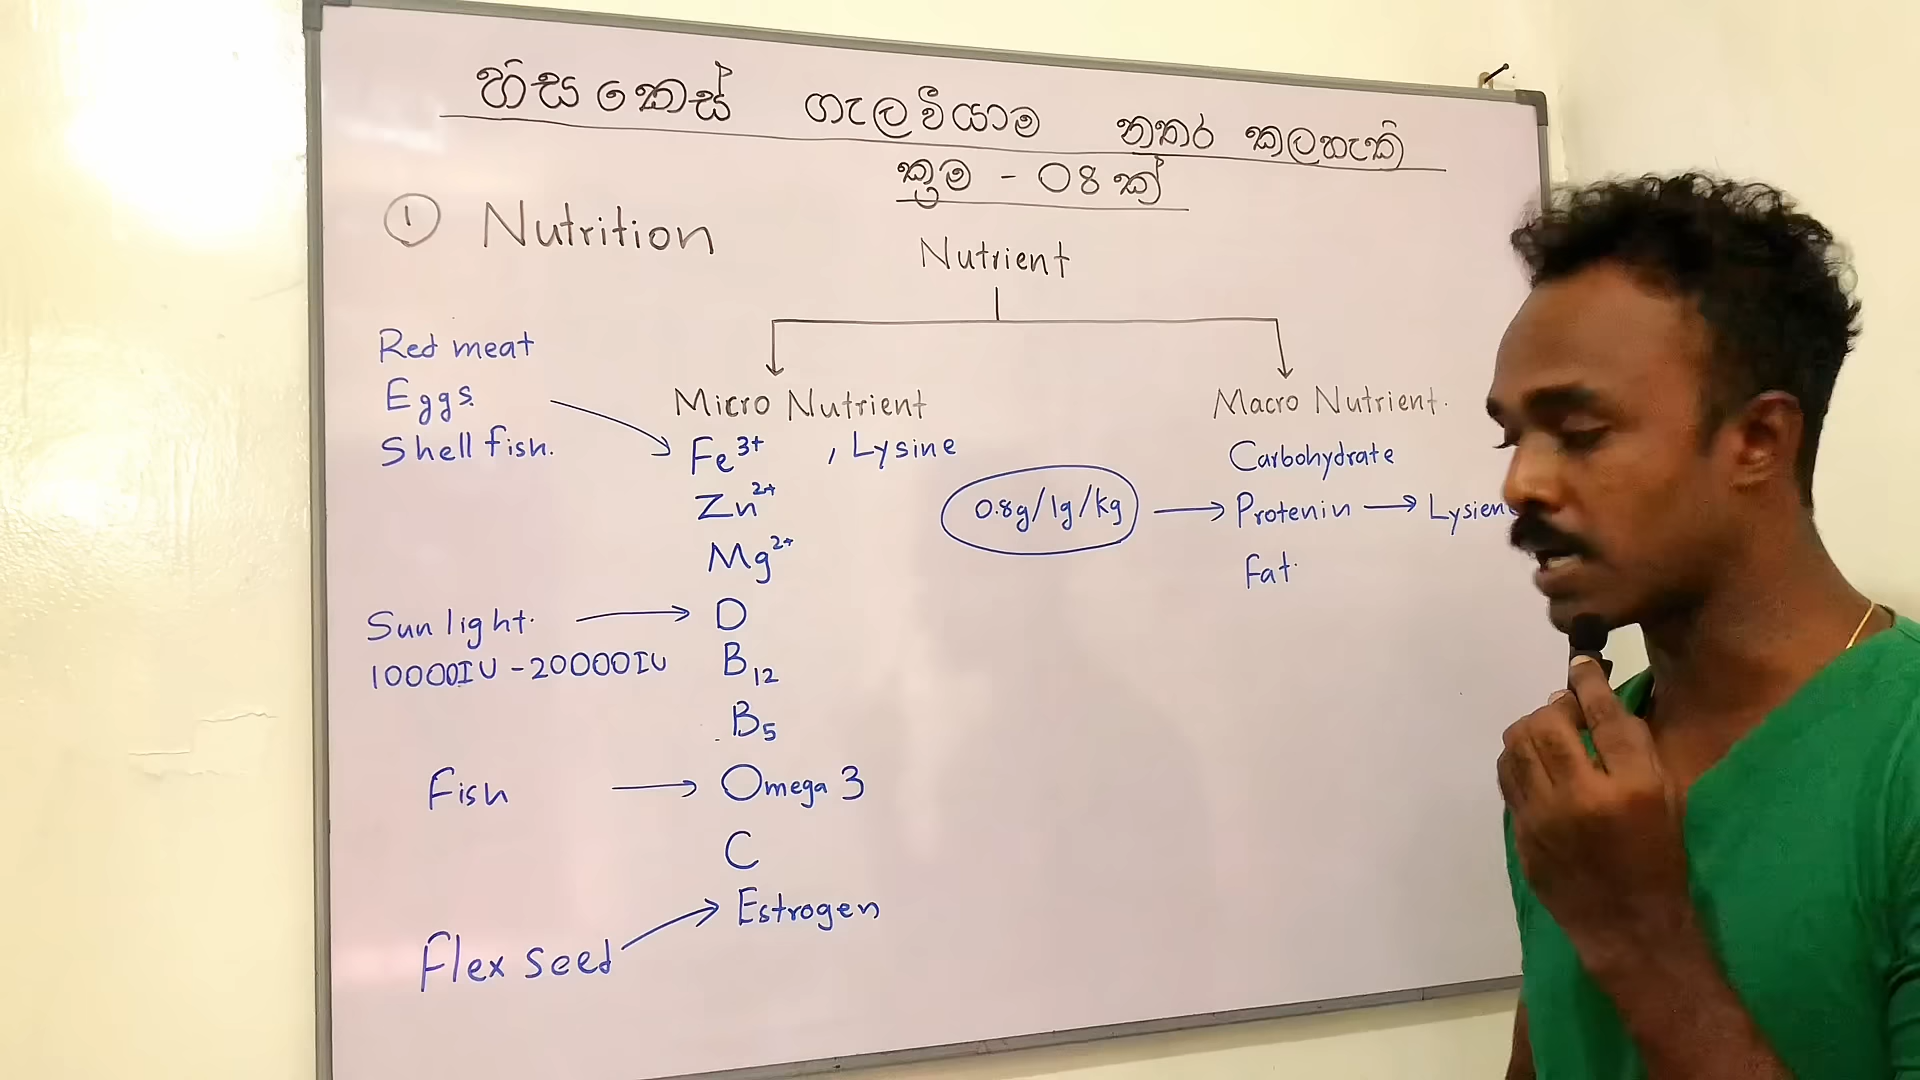 හිසකෙස් ගැලවීයාම නතර කලහැකි
ක්‍රම - 08 ක්
① Nutrition
Nutrient
Red meat
Eggs.
Shell fish.
Micro Nutrient
Fe³⁺ , Lysine
Zn²⁺
Mg²⁺
Sun light. → D
10000IU - 20000IU
B₁₂
B₅
Fish → Omega 3
C
Flex seed → Estrogen
Macro Nutrient.
Carbohydrate
0.8g/1g/kg → Protenin → Lysien
Fat.